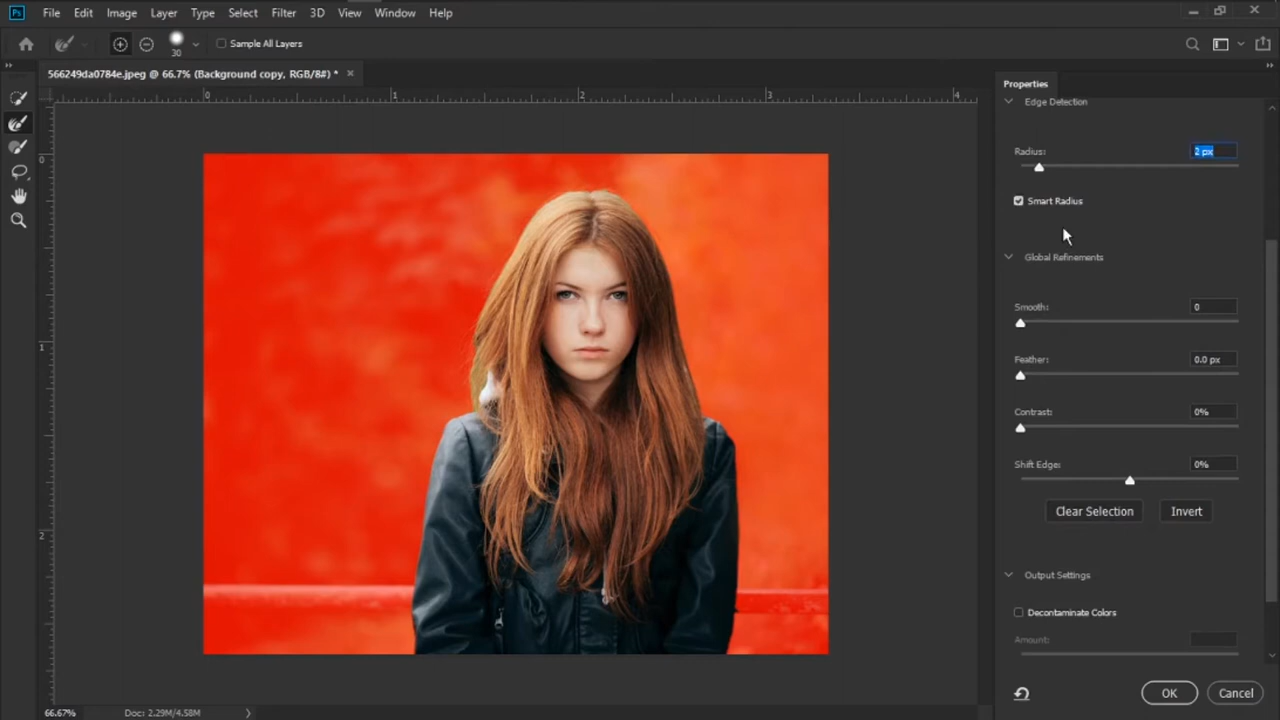 Ps File Edit Image Layer Type Select Filter 3D View Window Help
30 Sample All Layers
566249da0784e.jpeg @ 66.7% (Background copy, RGB/8#) * ×
0 1 2 3 4
0
1
2
Properties
Edge Detection
Radius: 2 px
Smart Radius
Global Refinements
Smooth: 0
Feather: 0.0 px
Contrast: 0%
Shift Edge: 0%
Clear Selection Invert
Output Settings
Decontaminate Colors
Amount:
OK Cancel
66.67% Doc: 2.29M/4.58M